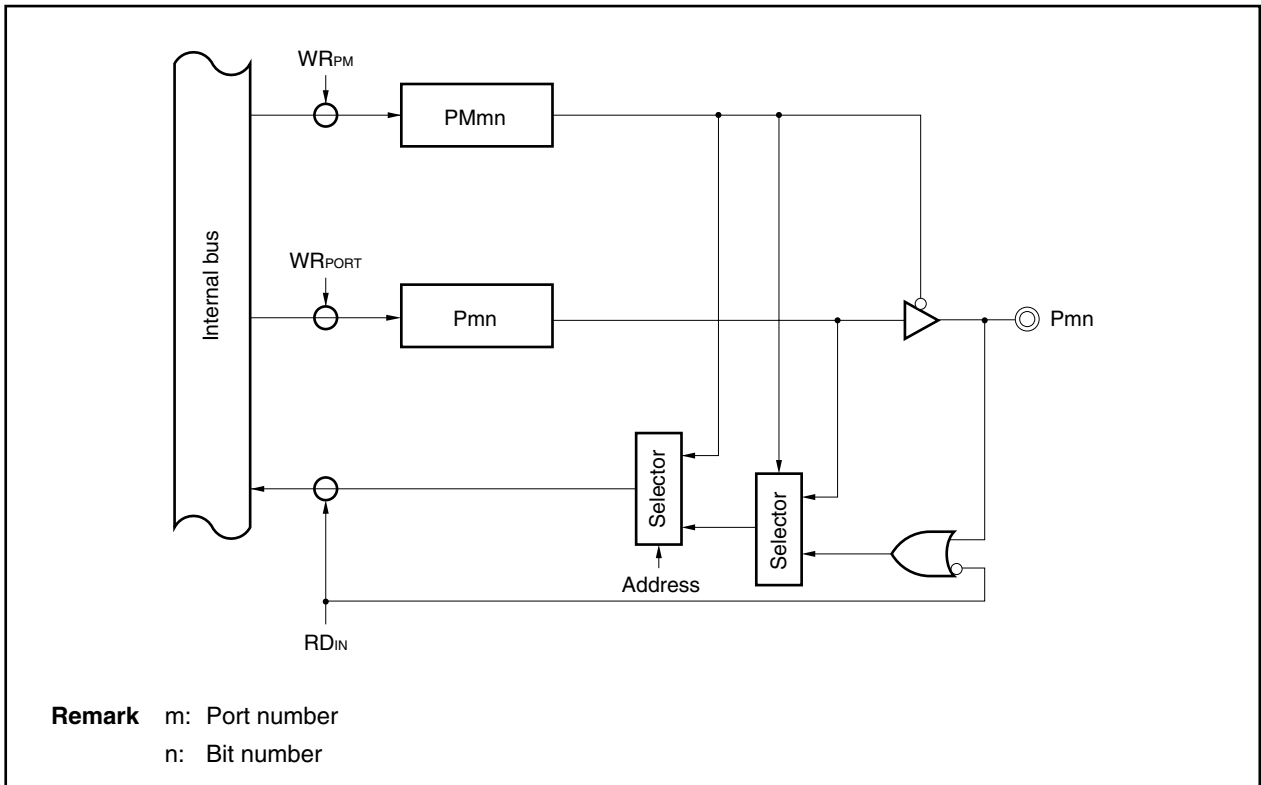 WRPM
PMmn
Internal bus
WRPORT
Pmn
Pmn
Selector
Selector
Address
RDIN
Remark m: Port number
n: Bit number